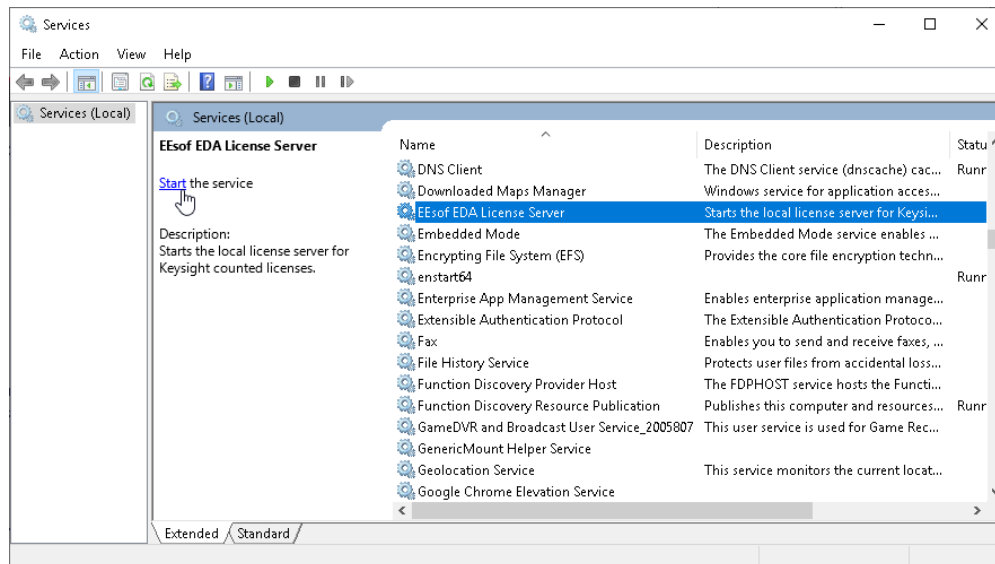 Services
File Action View Help
Services (Local)
Services (Local)
EEsof EDA License Server
Start the service
Description:
Starts the local license server for
Keysight counted licenses.
Name Description Statu
DNS Client The DNS Client service (dnscache) cac... Runr
Downloaded Maps Manager Windows service for application acces...
EEsof EDA License Server Starts the local license server for Keysi...
Embedded Mode The Embedded Mode service enables ...
Encrypting File System (EFS) Provides the core file encryption techn...
enstart64 Runr
Enterprise App Management Service Enables enterprise application manage...
Extensible Authentication Protocol The Extensible Authentication Protoco...
Fax Enables you to send and receive faxes, ...
File History Service Protects user files from accidental loss...
Function Discovery Provider Host The FDPHOST service hosts the Functi...
Function Discovery Resource Publication Publishes this computer and resources... Runr
GameDVR and Broadcast User Service_2005807 This user service is used for Game Rec...
GenericMount Helper Service
Geolocation Service This service monitors the current locat...
Google Chrome Elevation Service
Extended Standard